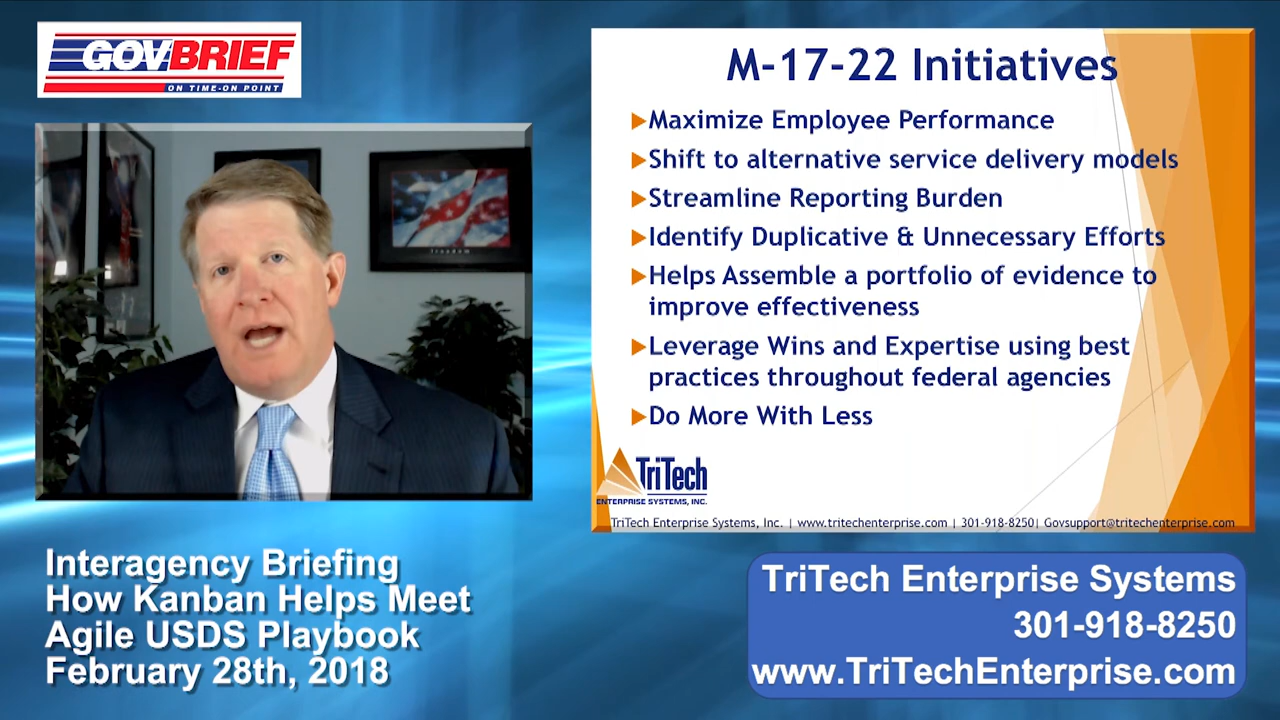 GOVBRIEF
ON TIME-ON POINT
freedom
M-17-22 Initiatives
Maximize Employee Performance
Shift to alternative service delivery models
Streamline Reporting Burden
Identify Duplicative & Unnecessary Efforts
Helps Assemble a portfolio of evidence to
improve effectiveness
Leverage Wins and Expertise using best
practices throughout federal agencies
Do More With Less
TriTech
ENTERPRISE SYSTEMS, INC.
TriTech Enterprise Systems, Inc. | www.tritechenterprise.com | 301-918-8250| Govsupport@tritechenterprise.com
Interagency Briefing
How Kanban Helps Meet
Agile USDS Playbook
February 28th, 2018
TriTech Enterprise Systems
301-918-8250
www.TriTechEnterprise.com